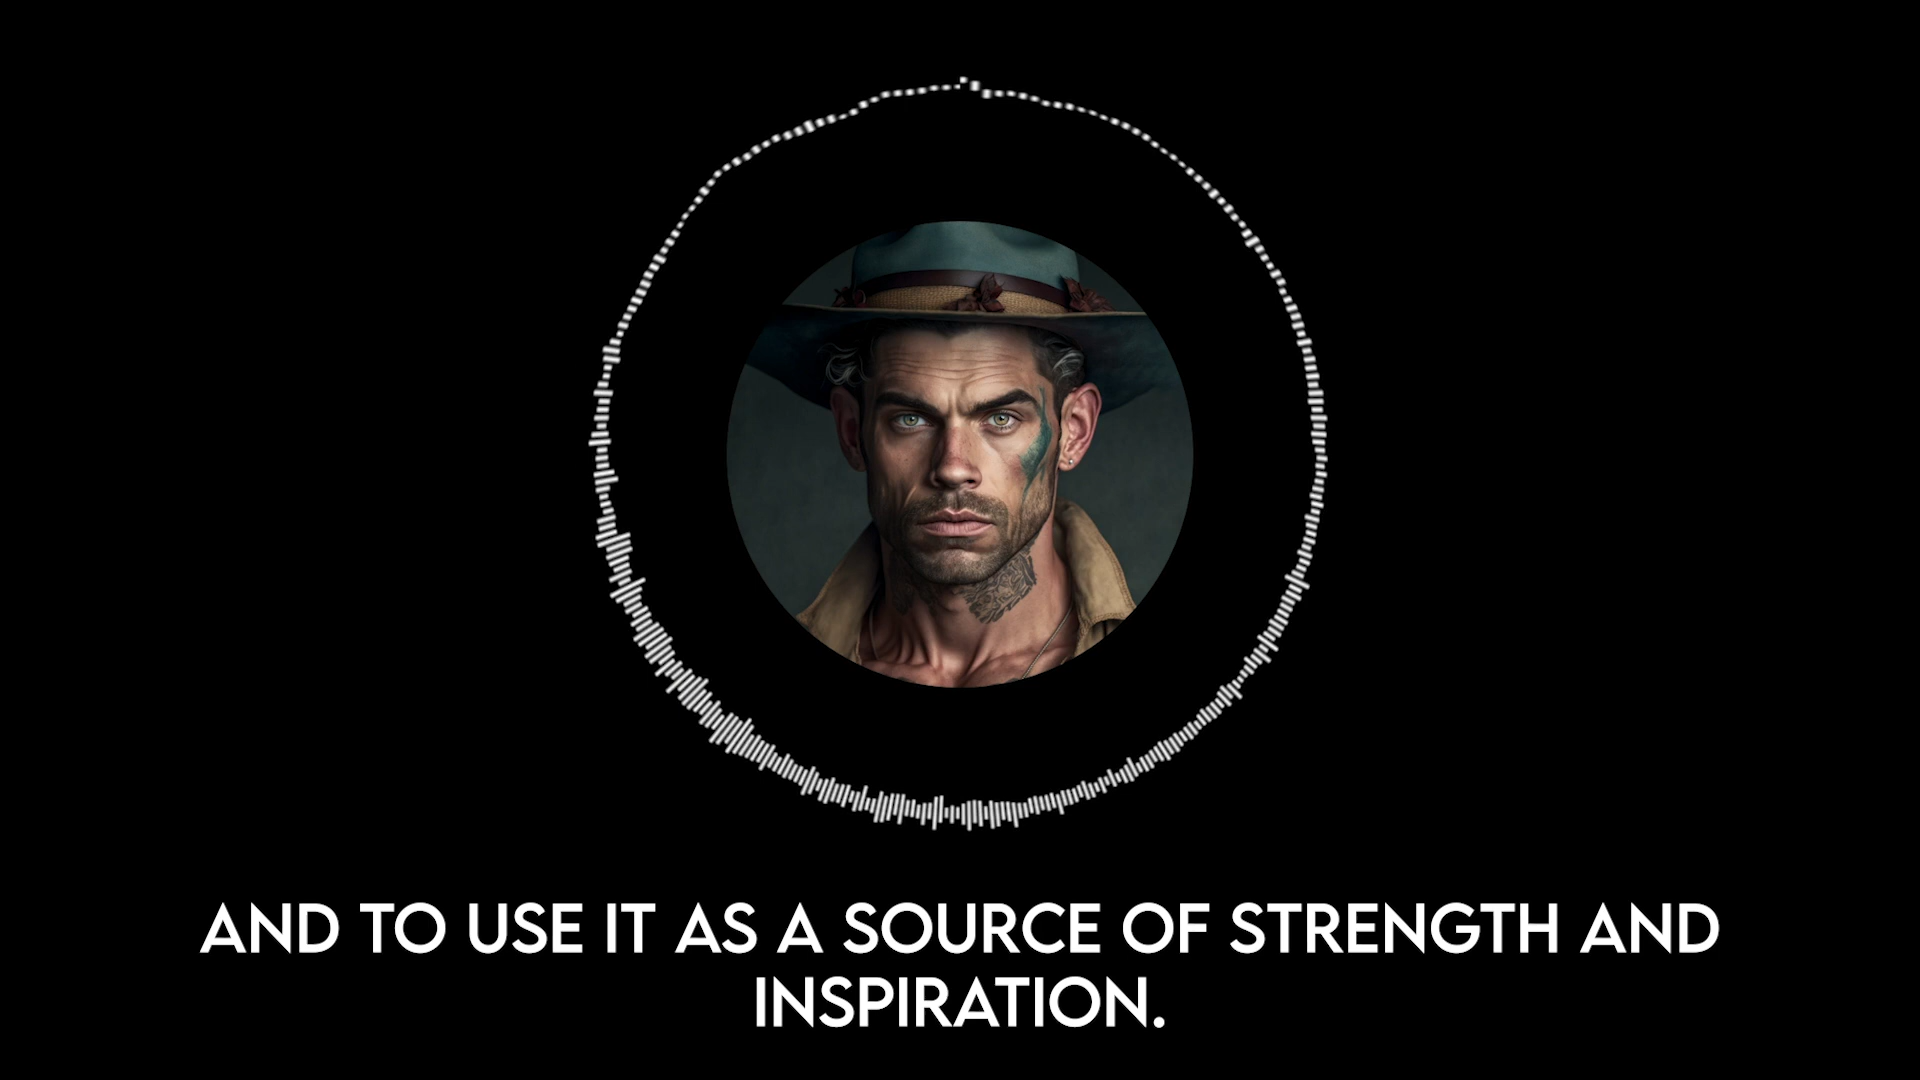 AND TO USE IT AS A SOURCE OF STRENGTH AND
INSPIRATION.